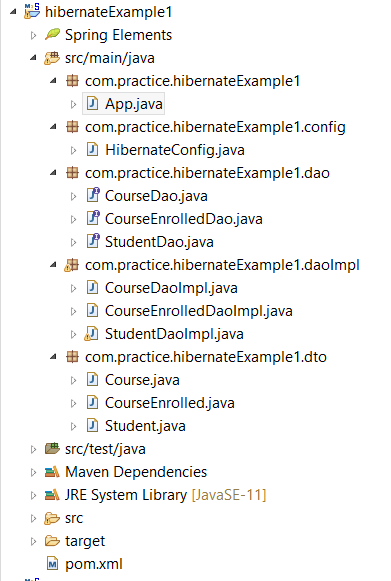 hibernateExample1
Spring Elements
src/main/java
com.practice.hibernateExample1
App.java
com.practice.hibernateExample1.config
HibernateConfig.java
com.practice.hibernateExample1.dao
CourseDao.java
CourseEnrolledDao.java
StudentDao.java
com.practice.hibernateExample1.daoImpl
CourseDaoImpl.java
CourseEnrolledDaoImpl.java
StudentDaoImpl.java
com.practice.hibernateExample1.dto
Course.java
CourseEnrolled.java
Student.java
src/test/java
Maven Dependencies
JRE System Library [JavaSE-11]
src
target
pom.xml